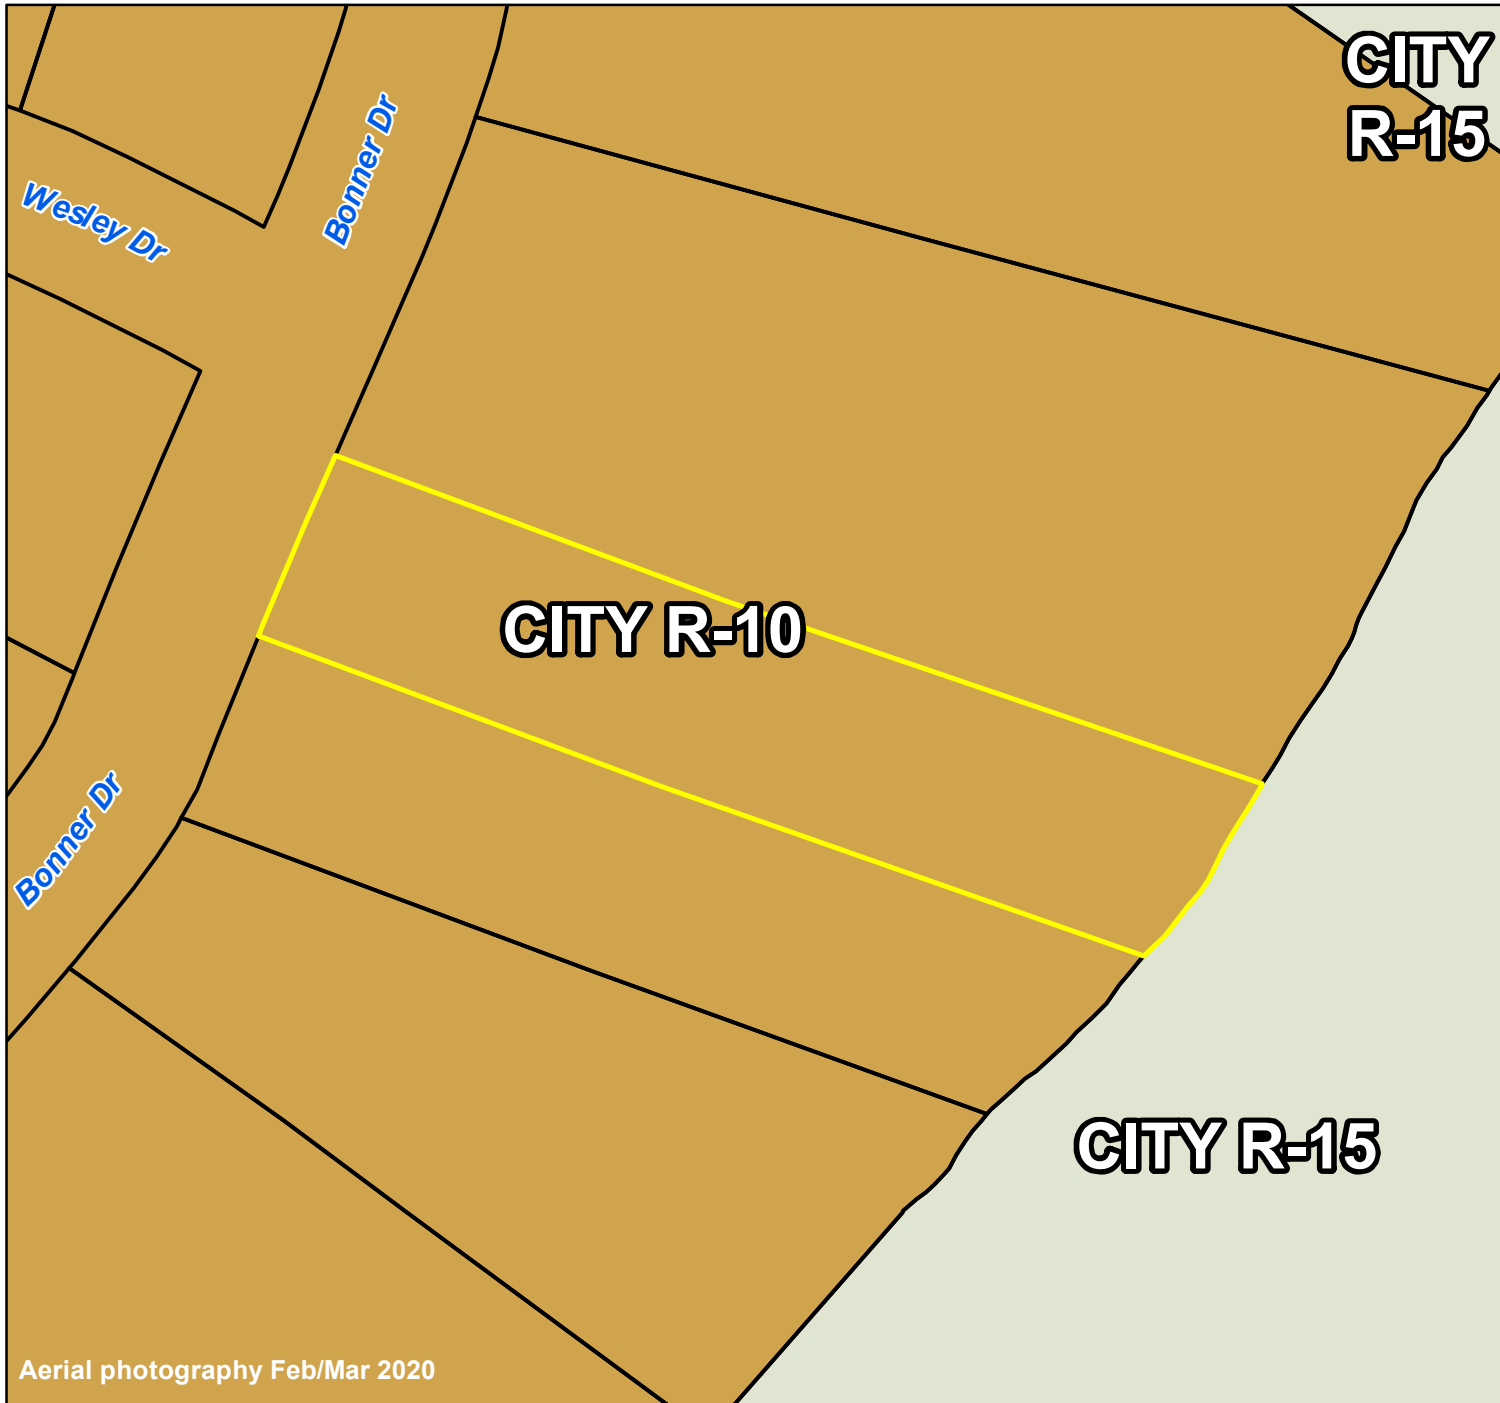 CITY
R-15
Bonner Dr
Wesley Dr
CITY R-10
Bonner Dr
CITY R-15
Aerial photography Feb/Mar 2020